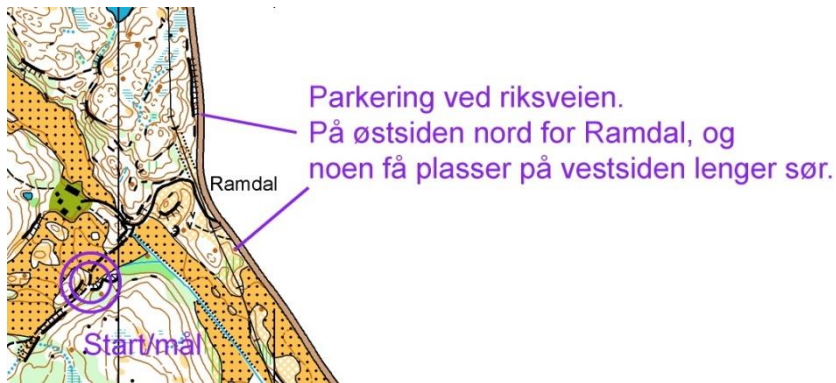 Parkering ved riksveien.
På østsiden nord for Ramdal, og
noen få plasser på vestsiden lenger sør.
Ramdal
Start/mål